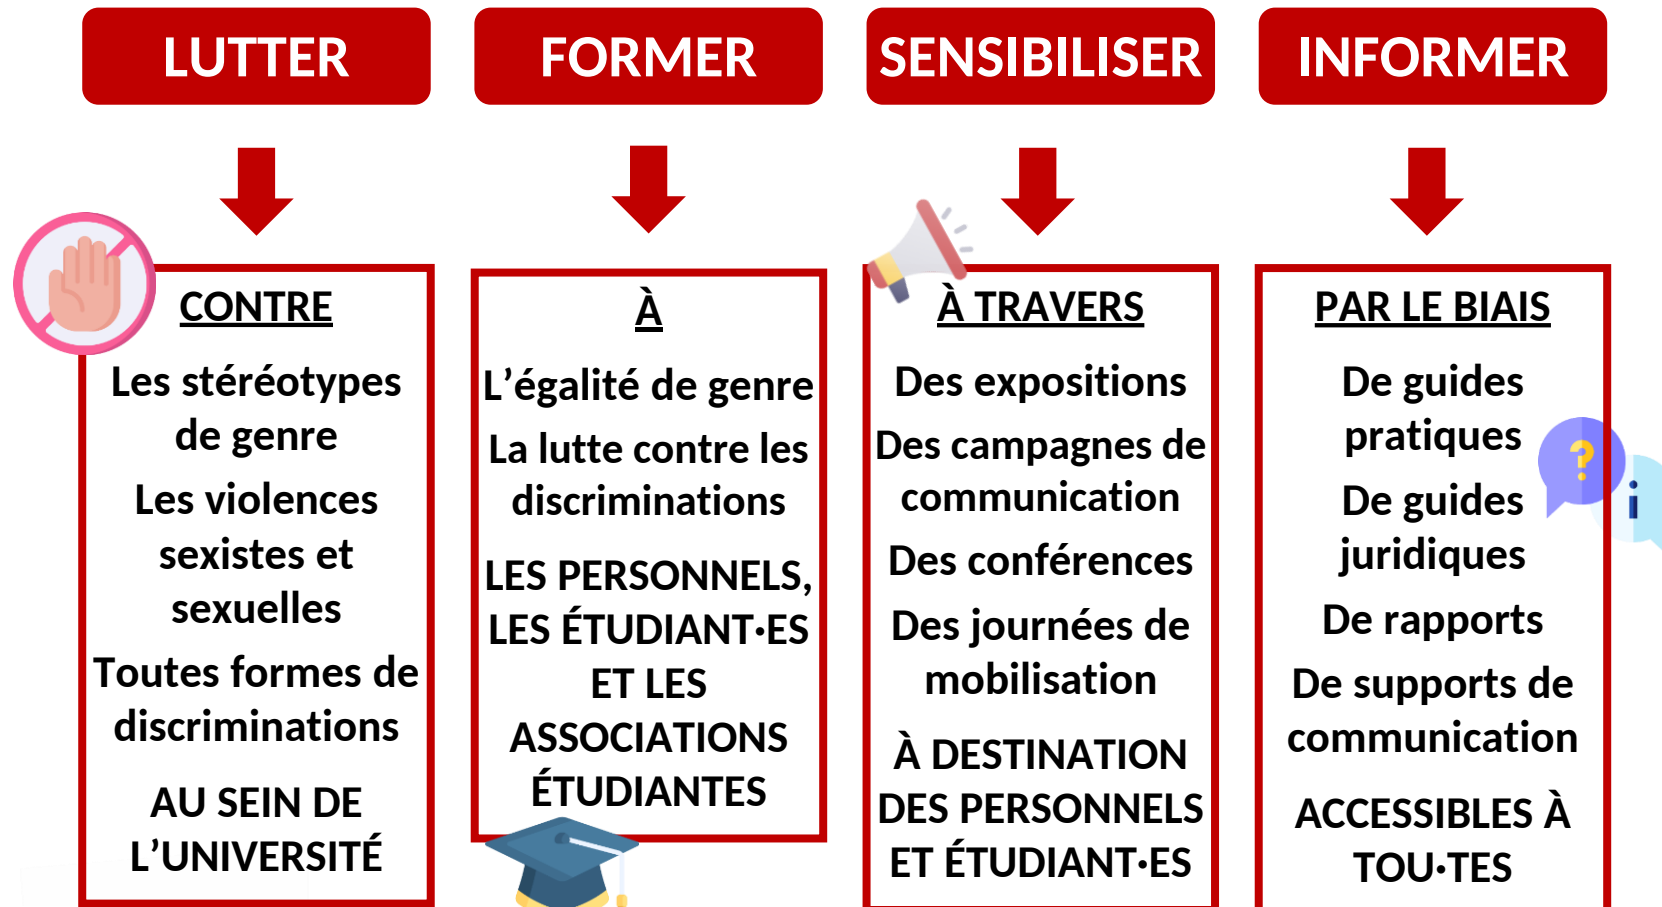 LUTTER
CONTRE
Les stéréotypes
de genre
Les violences
sexistes et
sexuelles
Toutes formes de
discriminations
AU SEIN DE
L’UNIVERSITÉ
FORMER
À
L’égalité de genre
La lutte contre les
discriminations
LES PERSONNELS,
LES ÉTUDIANT·ES
ET LES
ASSOCIATIONS
ÉTUDIANTES
SENSIBILISER
À TRAVERS
Des expositions
Des campagnes de
communication
Des conférences
Des journées de
mobilisation
À DESTINATION
DES PERSONNELS
ET ÉTUDIANT·ES
INFORMER
PAR LE BIAIS
De guides
pratiques
De guides
juridiques
De rapports
De supports de
communication
ACCESSIBLES À
TOU·TES
?
i